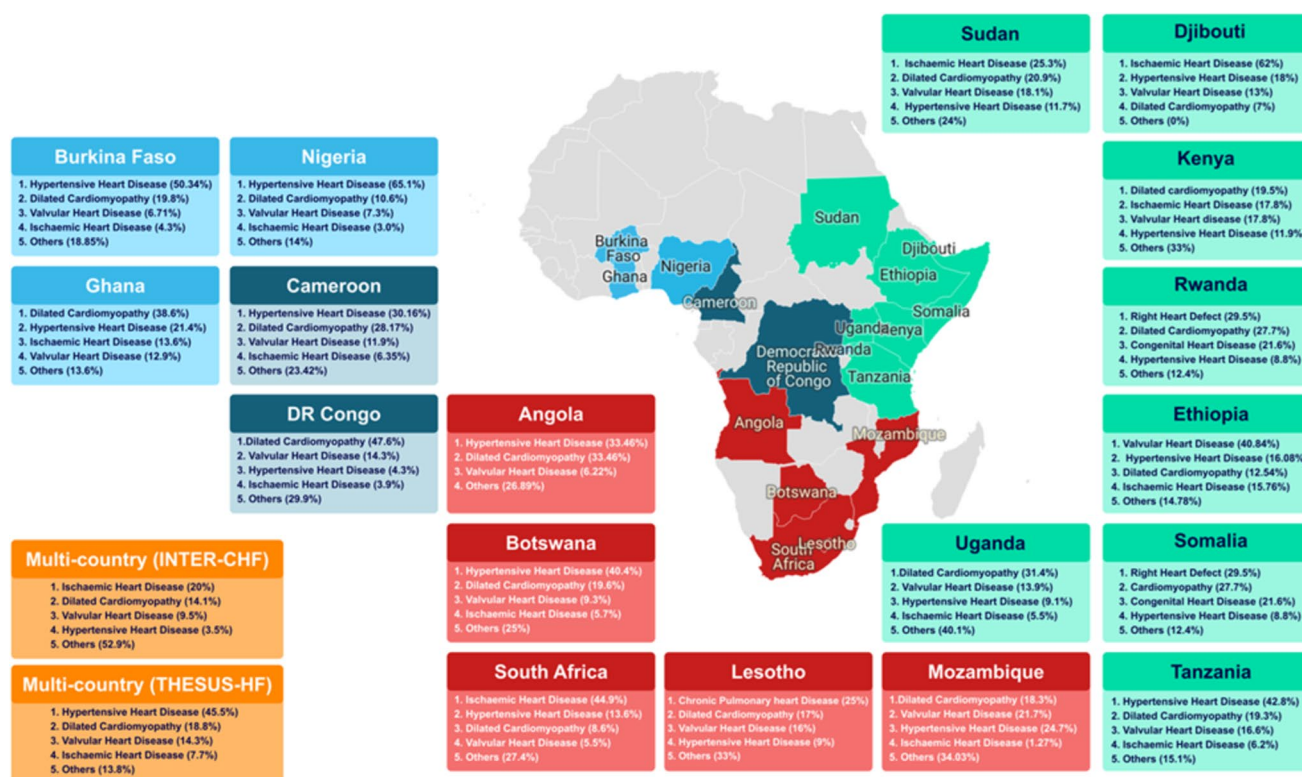 Sudan
1. Ischaemic Heart Disease (25.3%)
2. Dilated Cardiomyopathy (20.9%)
3. Valvular Heart Disease (18.1%)
4. Hypertensive Heart Disease (11.7%)
5. Others (24%)
Djibouti
1. Ischaemic Heart Disease (62%)
2. Hypertensive Heart Disease (18%)
3. Valvular Heart Disease (13%)
4. Dilated Cardiomyopathy (7%)
5. Others (0%)
Burkina Faso
1. Hypertensive Heart Disease (50.34%)
2. Dilated Cardiomyopathy (19.8%)
3. Valvular Heart Disease (6.71%)
4. Ischaemic Heart Disease (4.3%)
5. Others (18.85%)
Nigeria
1. Hypertensive Heart Disease (65.1%)
2. Dilated Cardiomyopathy (10.6%)
3. Valvular Heart Disease (7.3%)
4. Ischaemic Heart Disease (3.0%)
5. Others (14%)
Kenya
1. Dilated cardiomyopathy (19.5%)
2. Ischaemic Heart Disease (17.8%)
3. Valvular Heart disease (17.8%)
4. Hypertensive Heart Disease (11.9%
5. Others (33%)
Ghana
1. Dilated Cardiomyopathy (38.6%)
2. Hypertensive Heart Disease (21.4%)
3. Ischaemic Heart Disease (13.6%)
4. Valvular Heart Disease (12.9%)
5. Others (13.6%)
Cameroon
1. Hypertensive Heart Disease (30.16%)
2. Dilated Cardiomyopathy (28.17%)
3. Valvular Heart Disease (11.9%)
4. Ischaemic Heart Disease (6.35%)
5. Others (23.42%)
Sudan
Burkina
Faso
Ghana
Nigeria
Cameroon
Djibouti
Ethiopia
Somalia
Uganda
enya
Rwanda
Democratic
Republic
of Congo
Tanzania
Angola
Mozambique
Botswana
South
Africa
Lesotho
Rwanda
1. Right Heart Defect (29.5%)
2. Dilated Cardiomyopathy (27.7%)
3. Congenital Heart Disease (21.6%)
4. Hypertensive Heart Disease (8.8%)
5. Others (12.4%)
DR Congo
1.Dilated Cardiomyopathy (47.6%)
2. Valvular Heart Disease (14.3%)
3. Hypertensive Heart Disease (4.3%)
4. Ischaemic Heart Disease (3.9%)
5. Others (29.9%)
Angola
1. Hypertensive Heart Disease (33.46%)
2. Dilated Cardiomyopathy (33.46%)
3. Valvular Heart Disease (6.22%)
4. Others (26.89%)
Ethiopia
1. Valvular Heart Disease (40.84%)
2. Hypertensive Heart Disease (16.08%
3. Dilated Cardiomyopathy (12.54%)
4. Ischaemic Heart Disease (15.76%)
5. Others (14.78%)
Multi-country (INTER-CHF)
1. Ischaemic Heart Disease (20%)
2. Dilated Cardiomyopathy (14.1%)
3. Valvular Heart Disease (9.5%)
4. Hypertensive Heart Disease (3.5%)
5. Others (52.9%)
Botswana
1. Hypertensive Heart Disease (40.4%)
2. Dilated Cardiomyopathy (19.6%)
3. Valvular Heart Disease (9.3%)
4. Ischaemic Heart Disease (5.7%)
5. Others (25%)
Uganda
1.Dilated Cardiomyopathy (31.4%)
2. Valvular Heart Disease (13.9%)
3. Hypertensive Heart Disease (9.1%)
4. Ischaemic Heart Disease (5.5%)
5. Others (40.1%)
Somalia
1. Right Heart Defect (29.5%)
2. Cardiomyopathy (27.7%)
3. Congenital Heart Disease (21.6%)
4. Hypertensive Heart Disease (8.8%)
5. Others (12.4%)
Multi-country (THESUS-HF)
1. Hypertensive Heart Disease (45.5%)
2. Dilated Cardiomyopathy (18.8%)
3. Valvular Heart Disease (14.3%)
4. Ischaemic Heart Disease (7.7%)
5. Others (13.8%)
South Africa
1. Ischaemic Heart Disease (44.9%)
2. Hypertensive Heart Disease (13.6%)
3. Dilated Cardiomyopathy (8.6%)
4. Valvular Heart Disease (5.5%)
5. Others (27.4%)
Lesotho
1. Chronic Pulmonary heart Disease (25%)
2. Dilated Cardiomyopathy (17%)
3. Valvular Heart Disease (16%)
4. Hypertensive Heart Disease (9%)
5. Others (33%)
Mozambique
1.Dilated Cardiomyopathy (18.3%)
2. Valvular Heart Disease (21.7%)
3. Hypertensive Heart Disease (24.7%)
4. Ischaemic Heart Disease (1.27%)
5. Others (34.03%)
Tanzania
1. Hypertensive Heart Disease (42.8%)
2. Dilated Cardiomyopathy (19.3%)
3. Valvular Heart Disease (16.6%)
4. Ischaemic Heart Disease (6.2%)
5. Others (15.1%)